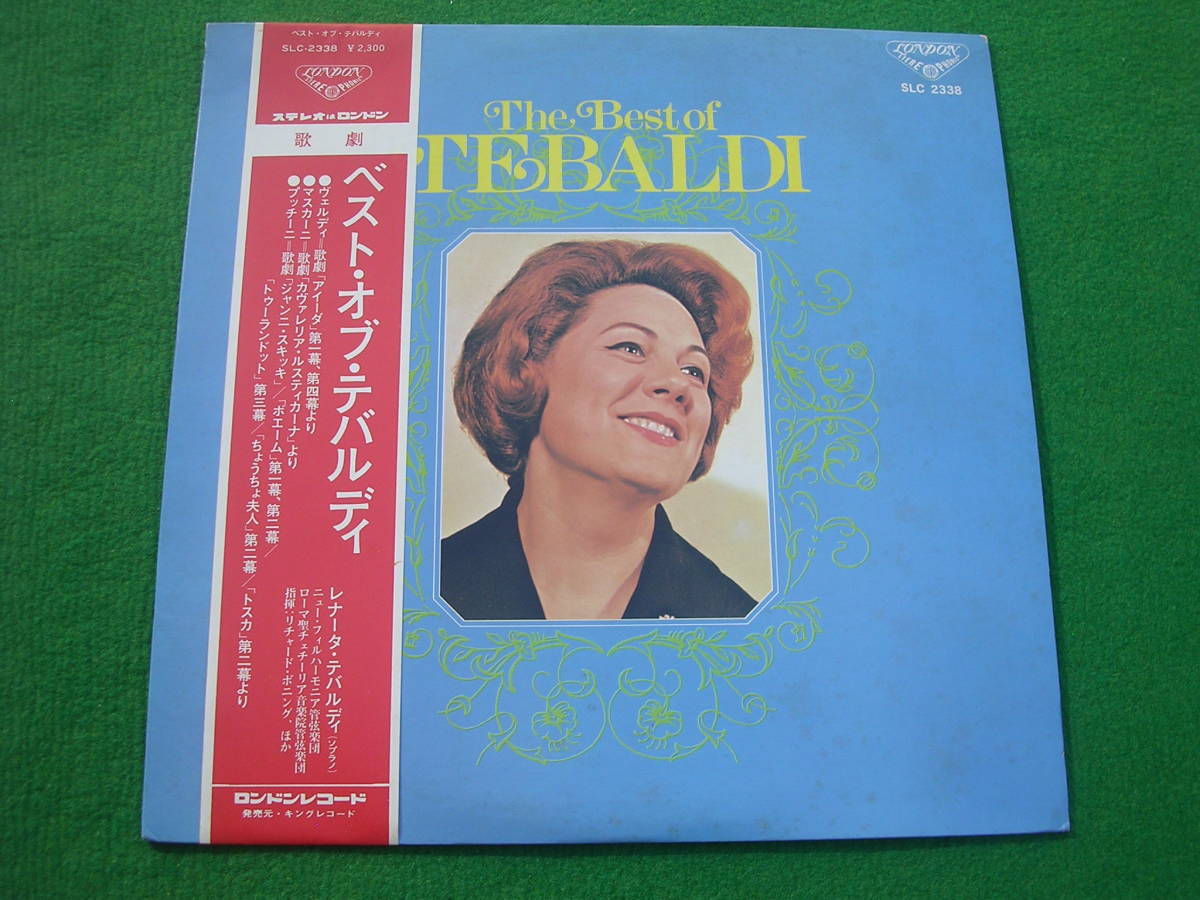 ベスト・オブ・テバルディ
SLC-2338 ¥2,300
LONDON
STEREO PHONIC
ステレオはロンドン
歌劇
ベスト・オブ・テバルディ
●ヴェルディ=歌劇「アイーダ」第一幕、第四幕より
●マスカーニ=歌劇「カヴァレリア・ルスティカーナ」より
●プッチーニ=歌劇「ジャンニ・スキッキ」/「ボエーム」第一幕、第二幕/
「トゥーランドット」第三幕/「ちょうちょ夫人」第二幕/「トスカ」第二幕より
レナータ・テバルディ(ソプラノ)
ニュー・フィルハーモニア管弦楽団
ローマ聖チェチーリア音楽院管弦楽団
指揮:リチャード・ボニング、ほか
ロンドンレコード
発売元・キングレコード
The Best of
TEBALDI
LONDON
STEREO PHONIC
SLC 2338